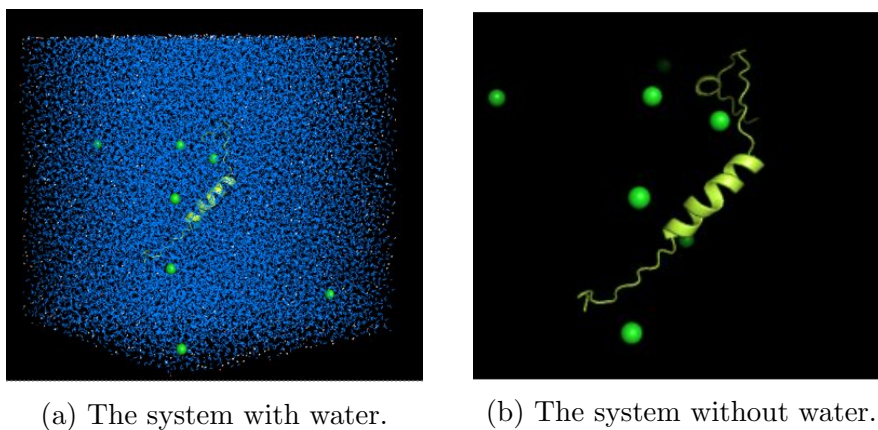 (a) The system with water.
(b) The system without water.